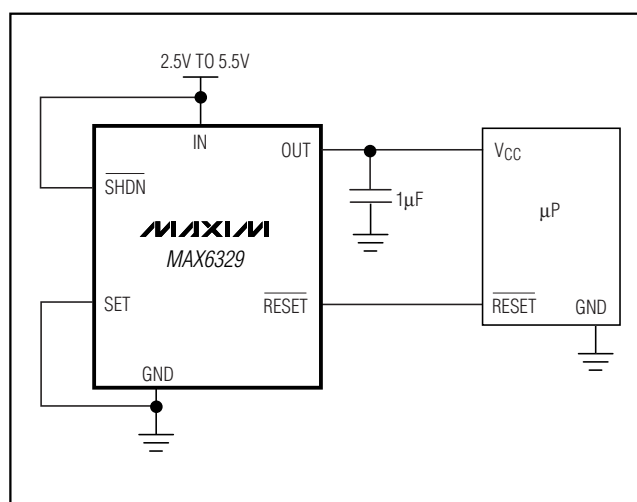 2.5V TO 5.5V
IN
OUT
VCC
SHDN
1µF
µP
MAXIM
MAX6329
SET
RESET
RESET
GND
GND